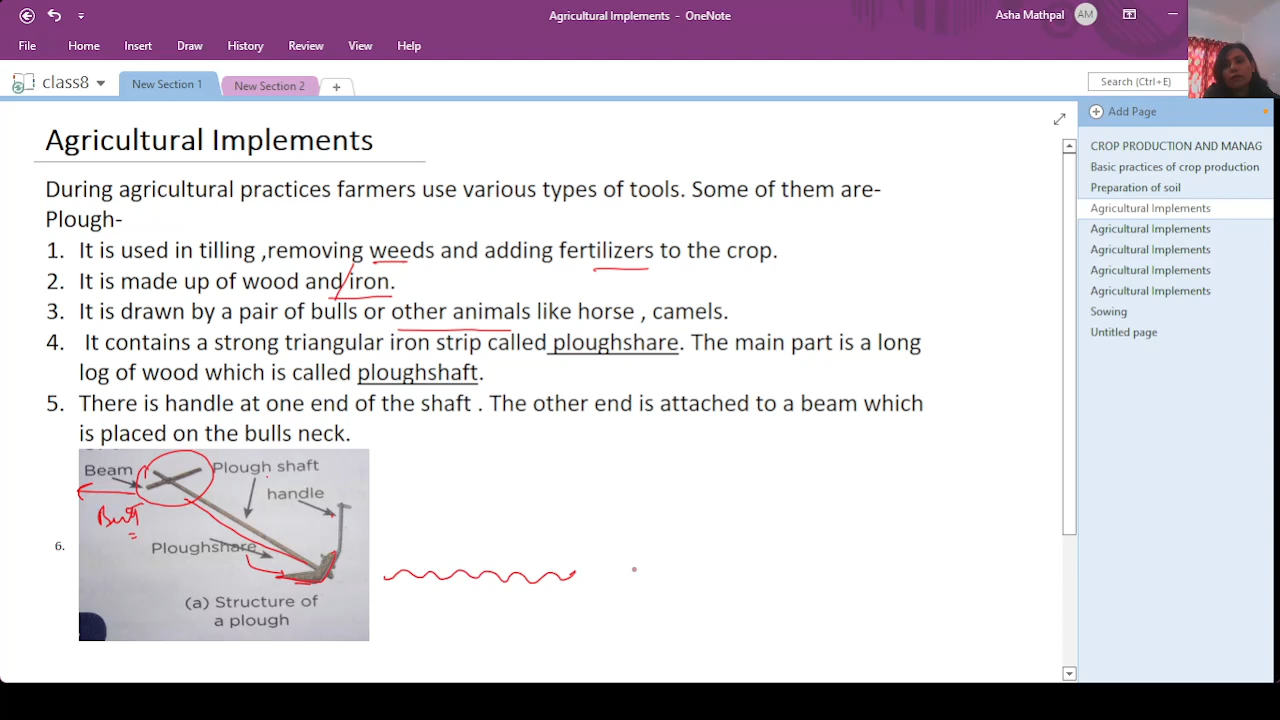 Agricultural Implements - OneNote
Asha Mathpal AM
File Home Insert Draw History Review View Help
class8 New Section 1 New Section 2 +
Search (Ctrl+E)
Add Page
CROP PRODUCTION AND MANAG
Basic practices of crop production
Preparation of soil
Agricultural Implements
Agricultural Implements
Agricultural Implements
Agricultural Implements
Agricultural Implements
Sowing
Untitled page
Agricultural Implements
During agricultural practices farmers use various types of tools. Some of them are-
Plough-
1. It is used in tilling ,removing weeds and adding fertilizers to the crop.
2. It is made up of wood and/iron.
3. It is drawn by a pair of bulls or other animals like horse , camels.
4. It contains a strong triangular iron strip called ploughshare. The main part is a long
log of wood which is called ploughshaft.
5. There is handle at one end of the shaft . The other end is attached to a beam which
is placed on the bulls neck.
6.
Beam
Plough shaft
handle
Ploughshare
(a) Structure of
a plough